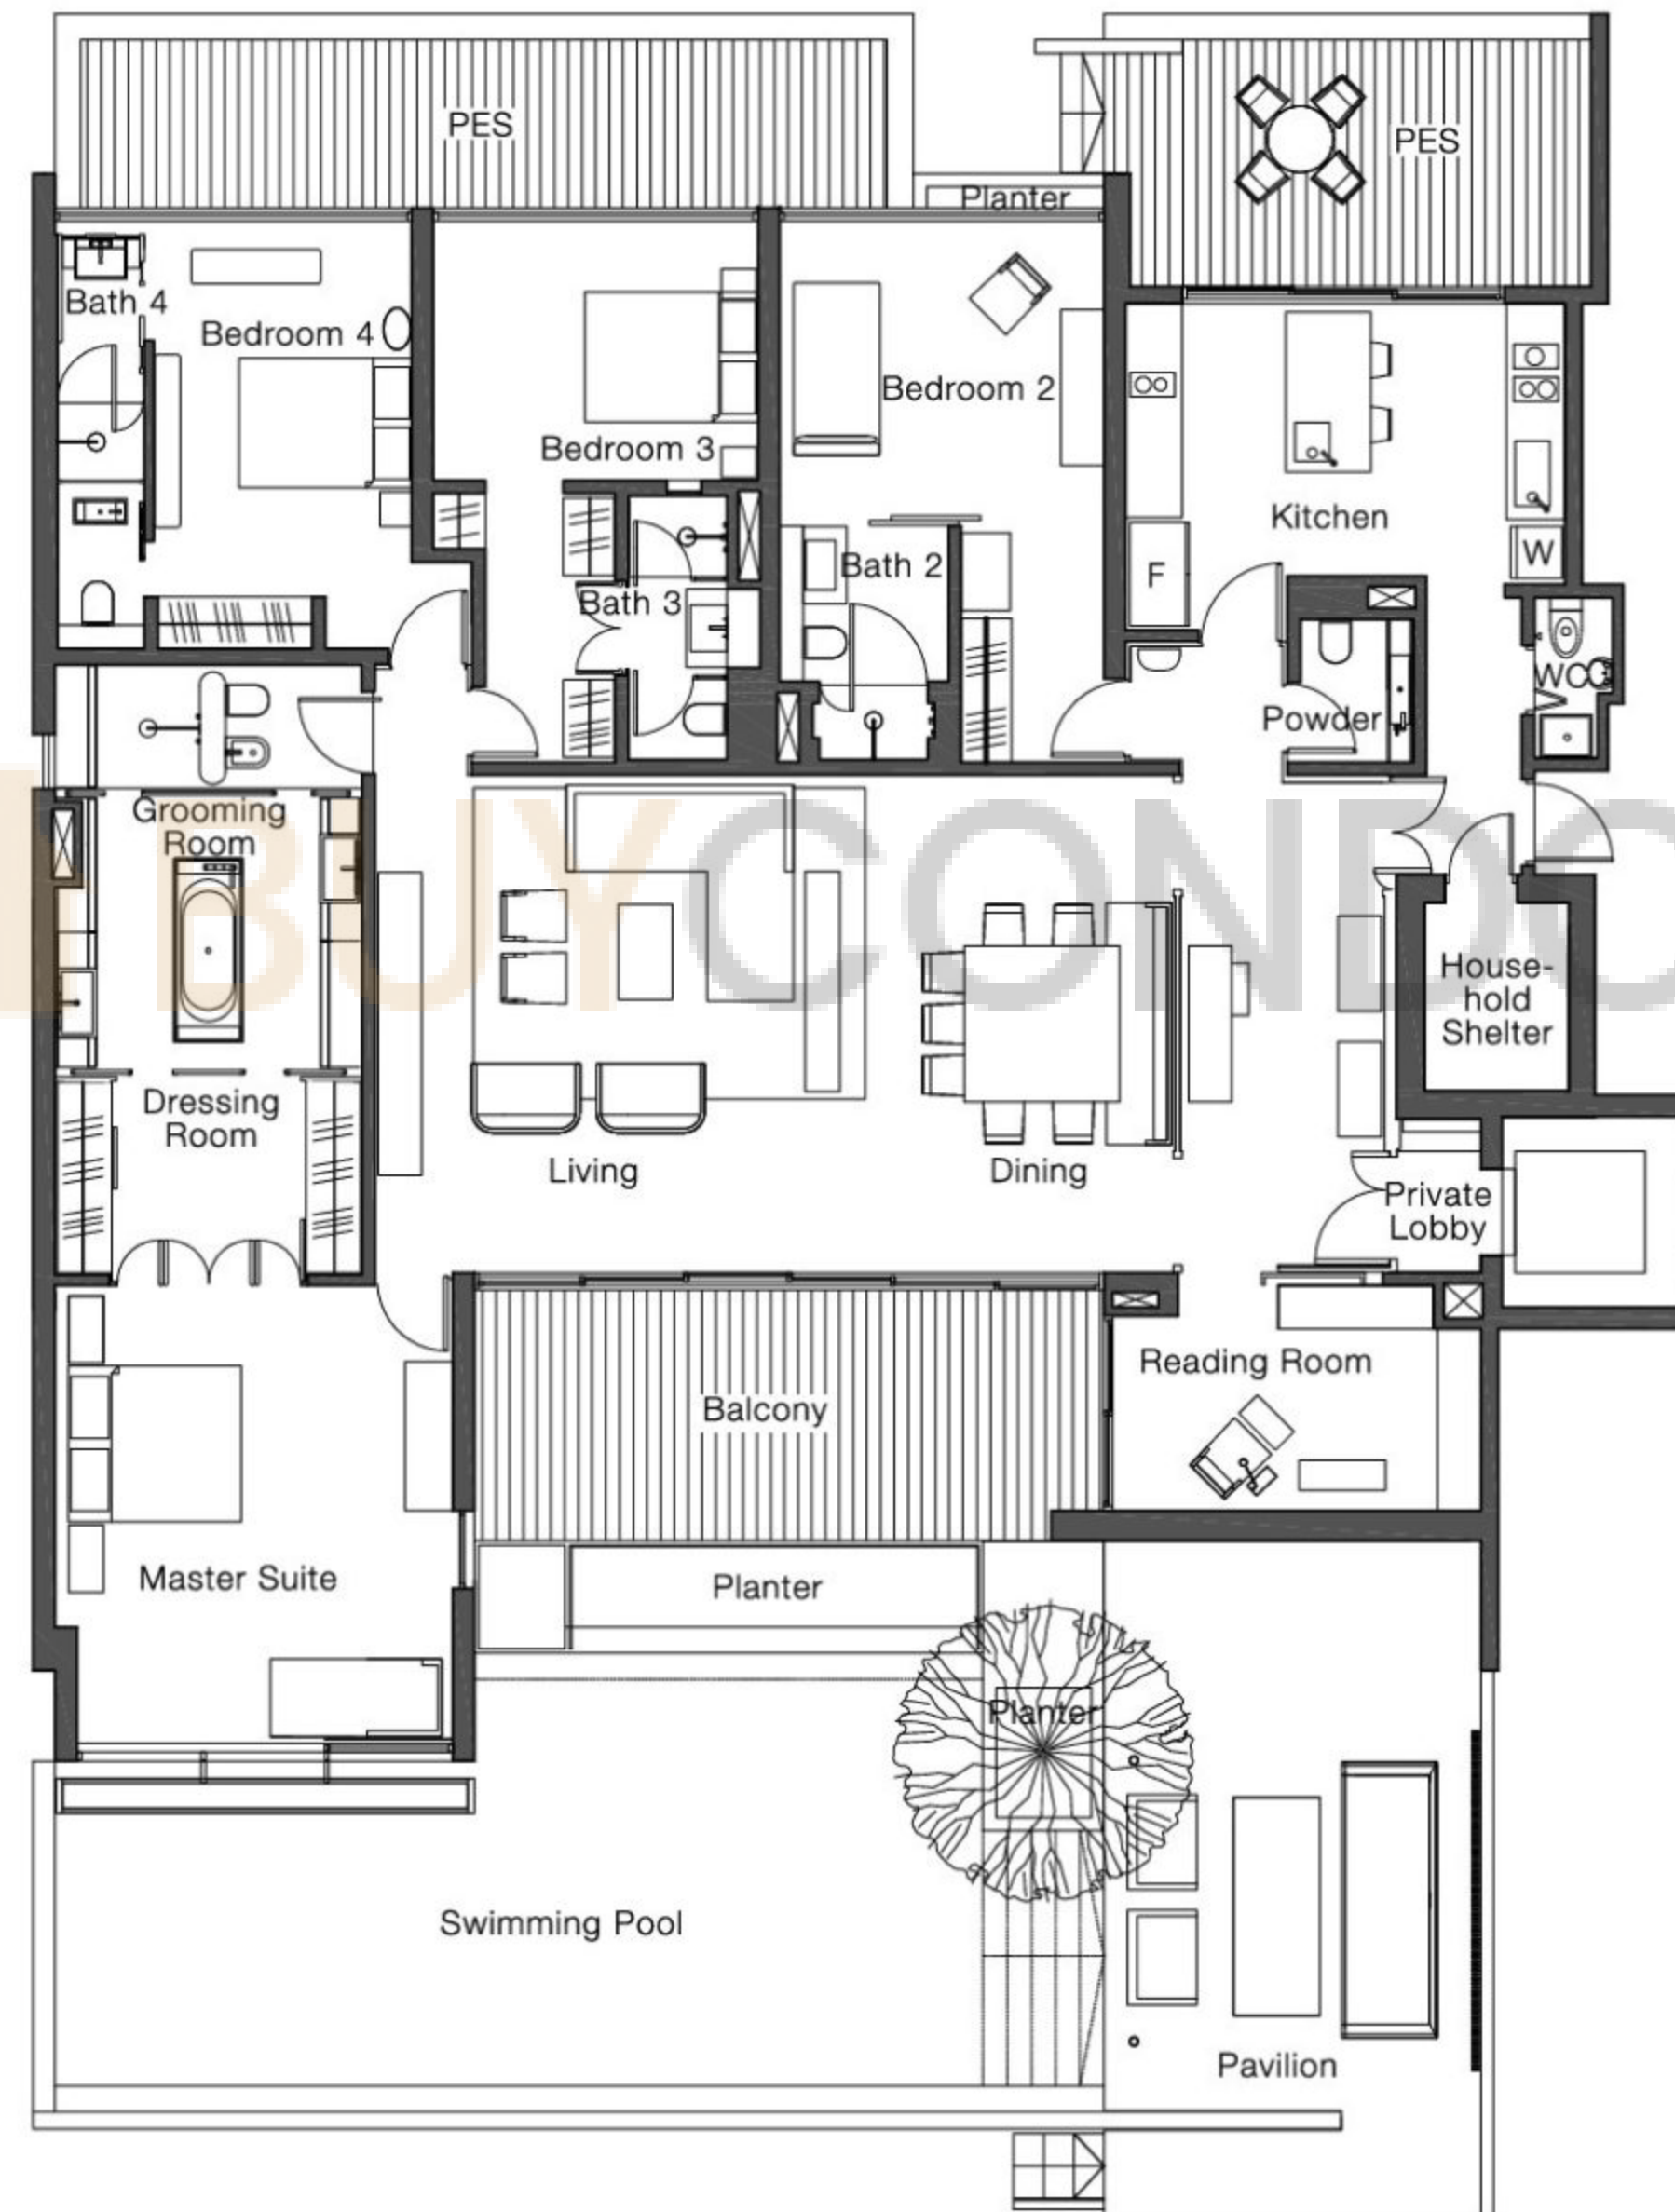 PES
PES
Planter
Bath 4
Bedroom 4
Bedroom 3
Bedroom 2
Kitchen
Bath 2
F
W
Bath 3
WC
Powder
Grooming
Room
BUYCONDO
House-
hold
Shelter
Dressing
Room
Living
Dining
Private
Lobby
Reading Room
Balcony
Master Suite
Planter
Planter
Swimming Pool
Pavilion